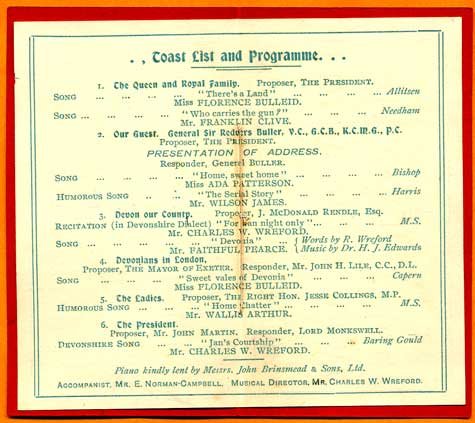 . . , Toast List and Programme. . .
1. The Queen and Royal Family. Proposer, THE PRESIDENT.
SONG ... ... ... ... "There's a Land" ... ... ... ... Allitsen
Miss FLORENCE BULLEID.
SONG ... ... ... ... "Who carries the gun?" ... ... ... Needham
Mr. FRANKLIN CLIVE.
2. Our Guest. General Sir Redvers Buller, V.C., G.C.B., K.C.M.G., P.C.
Proposer, THE PRESIDENT.
PRESENTATION OF ADDRESS.
Responder, General BULLER.
SONG ... ... ... ... "Home, sweet home" ... ... ... ... Bishop
Miss ADA PATTERSON.
HUMOROUS SONG ... ... "The Serial Story" ... ... ... Harris
Mr. WILSON JAMES.
3. Devon our County. Proposer, J. MCDONALD RENDLE, Esq.
RECITATION (in Devonshire Dialect) "For wan night only" ... ... ... M.S.
Mr. CHARLES W. WREFORD.
SONG ... ... ... ... "Devonia" ... ... { Words by R. Wreford
Mr. FAITHFUL PEARCE. { Music by Dr. H. J. Edwards
4. Devonians in London,
Proposer, THE MAYOR OF EXETER. Responder, Mr. JOHN H. LILE, C.C., D.L.
SONG ... ... ... "Sweet vales of Devonia" ... ... ... Capern
Miss FLORENCE BULLEID.
5. The Ladies. Proposer, THE RIGHT HON. JESSE COLLINGS, M.P.
HUMOROUS SONG ... ... "Home Chatter" ... ... ... ... M.S.
Mr. WALLIS ARTHUR.
6. The President.
Proposer, Mr. JOHN MARTIN. Responder, LORD MONKSWELL.
DEVONSHIRE SONG ... ... "Jan's Courtship" ... ... ... Baring Gould
Mr. CHARLES W. WREFORD.
Piano kindly lent by Messrs. John Brinsmead & Sons, Ltd.
ACCOMPANIST, MR. E. NORMAN-CAMPBELL. MUSICAL DIRECTOR, MR. CHARLES W. WREFORD.